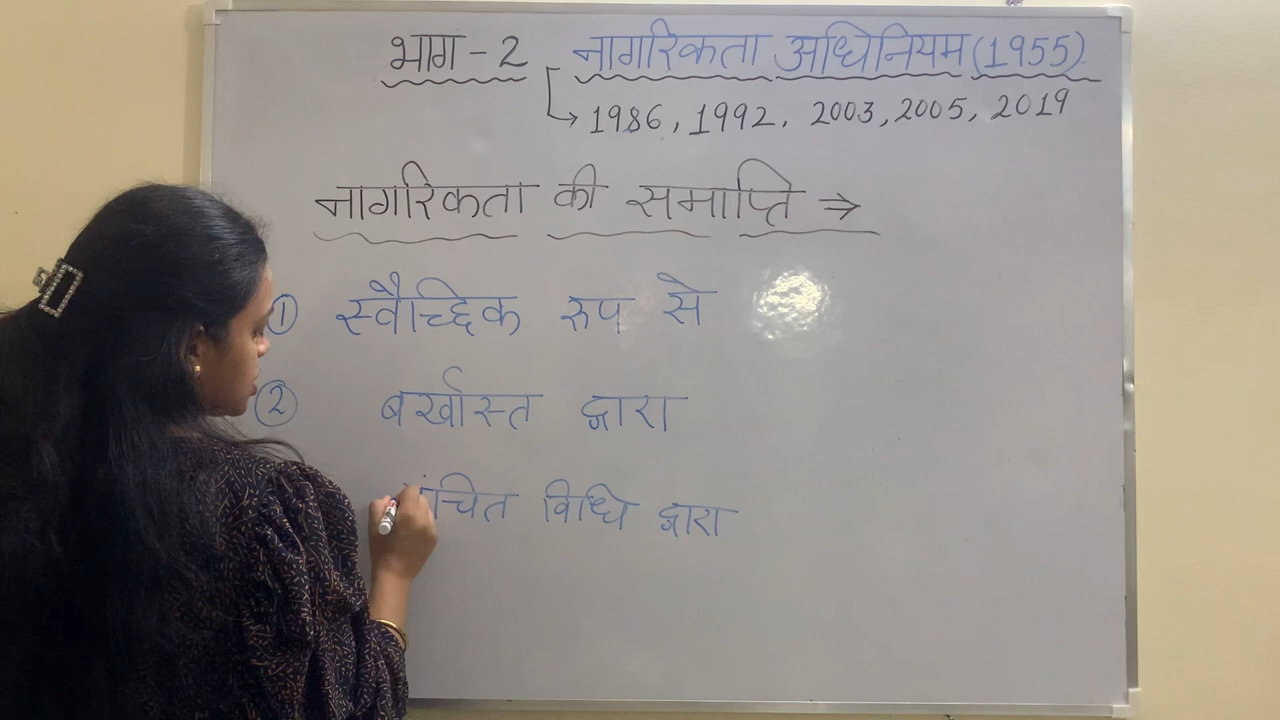 भाग - 2 नागरिकता अधिनियम (1955)
↳ 1986, 1992, 2003, 2005, 2019
नागरिकता की समाप्ति ⇒
① स्वैच्छिक रूप से
② बर्खास्त द्वारा
विधि द्वारा